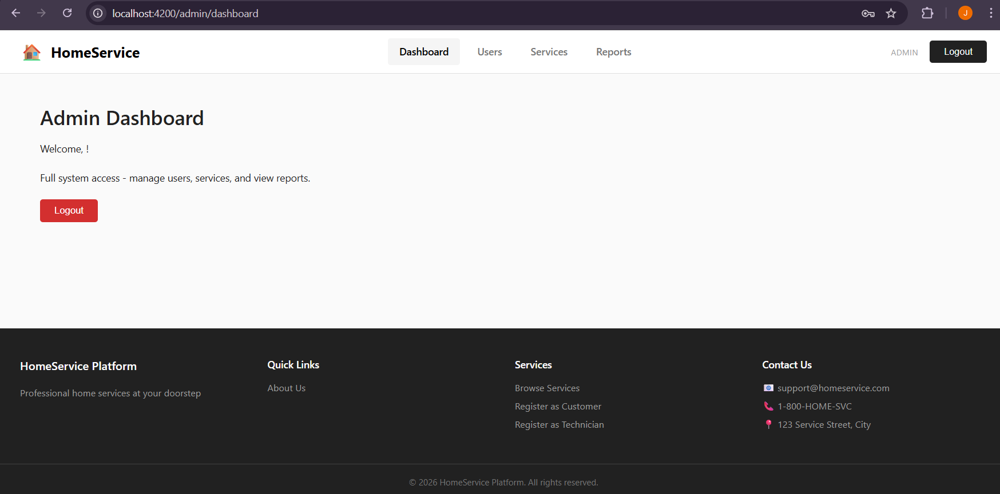 localhost:4200/admin/dashboard
J
HomeService
Dashboard
Users
Services
Reports
ADMIN
Logout
Admin Dashboard
Welcome, !
Full system access - manage users, services, and view reports.
Logout
HomeService Platform
Professional home services at your doorstep
Quick Links
About Us
Services
Browse Services
Register as Customer
Register as Technician
Contact Us
support@homeservice.com
1-800-HOME-SVC
123 Service Street, City
© 2026 HomeService Platform. All rights reserved.